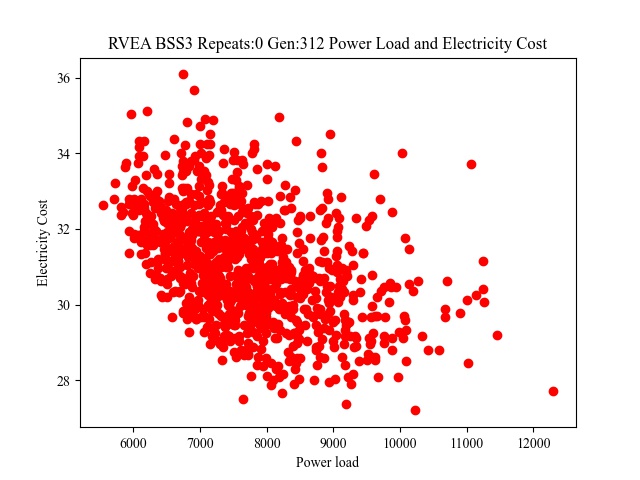 RVEA BSS3 Repeats:0 Gen:312 Power Load and Electricity Cost
36
34
32
30
28
Electricity Cost
6000 7000 8000 9000 10000 11000 12000
Power load